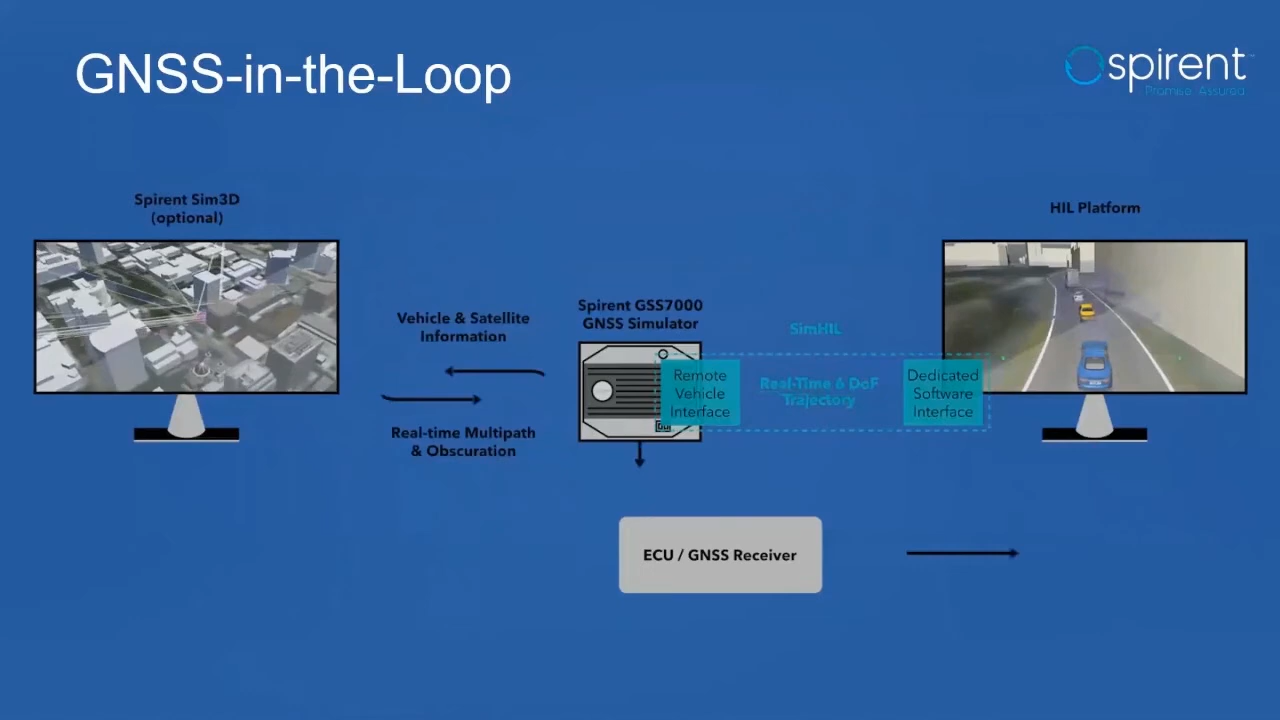 GNSS-in-the-Loop
spirent
Promise. Assured.
Spirent Sim3D
(optional)
HIL Platform
Vehicle & Satellite
Information
Spirent GSS7000
GNSS Simulator
SimHIL
Remote
Vehicle
Interface
Real-Time 6 DoF
Trajectory
Dedicated
Software
Interface
Real-time Multipath
& Obscuration
ECU / GNSS Receiver